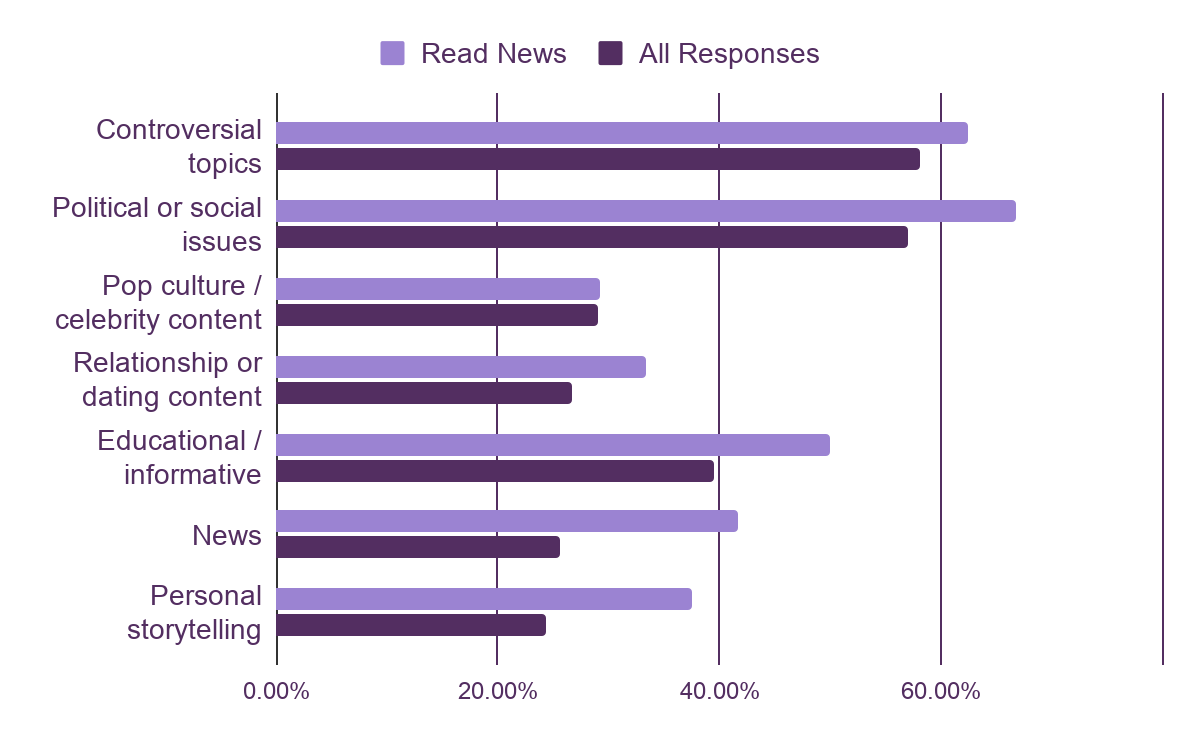 Read News All Responses
Controversial
topics
Political or social
issues
Pop culture /
celebrity content
Relationship or
dating content
Educational /
informative
News
Personal
storytelling
0.00% 20.00% 40.00% 60.00%